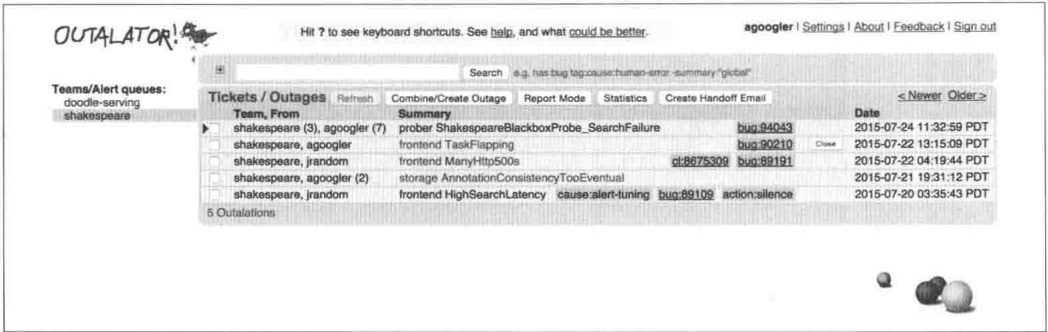 OUTALATOR!
Hit ? to see keyboard shortcuts. See help, and what could be better.
agoogler | Settings | About | Feedback | Sign out
Search e.g. has:bug tag:cause:human-error -summary:"global"
Teams/Alert queues:
doodle-serving
shakespeare
Tickets / Outages Refresh Combine/Create Outage Report Mode Statistics Create Handoff Email < Newer Older >
Team, From Summary Date
shakespeare (3), agoogler (7) prober ShakespeareBlackboxProbe_SearchFailure bug:94043 2015-07-24 11:32:59 PDT
shakespeare, agoogler frontend TaskFlapping bug:90210 Close 2015-07-22 13:15:09 PDT
shakespeare, jrandom frontend ManyHttp500s cl:8675309 bug:89191 2015-07-22 04:19:44 PDT
shakespeare, agoogler (2) storage AnnotationConsistencyTooEventual 2015-07-21 19:31:12 PDT
shakespeare, jrandom frontend HighSearchLatency cause:alert-tuning bug:89109 action:silence 2015-07-20 03:35:43 PDT
5 Outalations